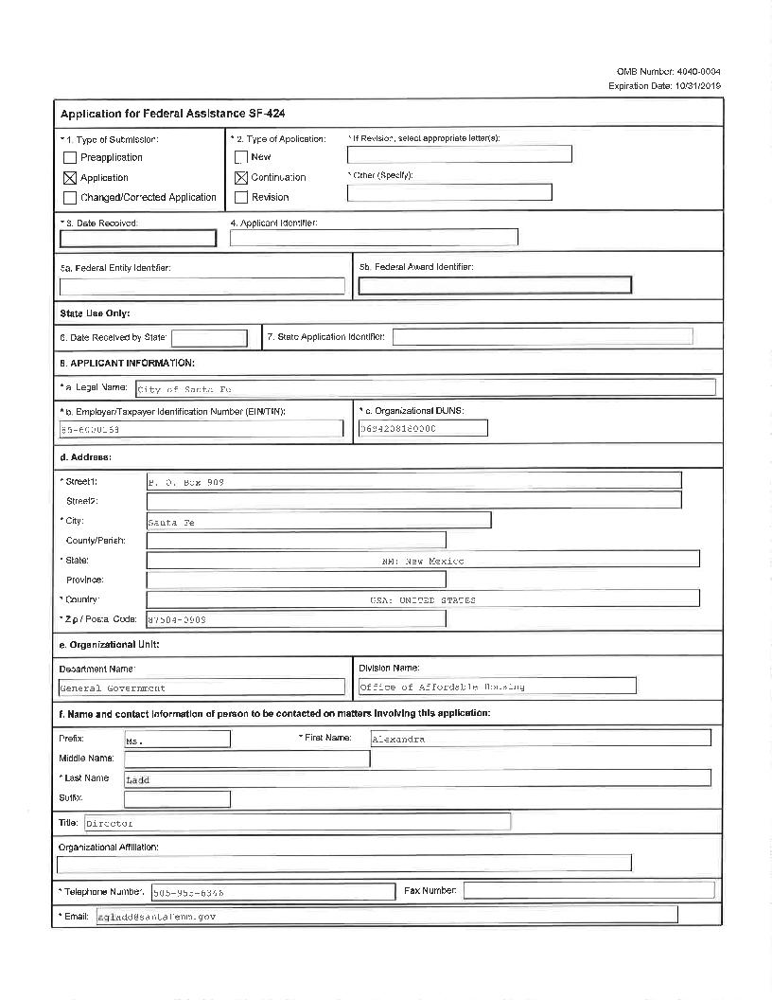 OMB Number: 4040-0004
Expiration Date: 10/31/2019
Application for Federal Assistance SF-424
* 1. Type of Submission:
Preapplication
Application
Changed/Corrected Application
* 2. Type of Application:
New
Continuation
Revision
* If Revision, select appropriate letter(s):
* Other (Specify):
* 3. Date Received:
4. Applicant Identifier:
5a. Federal Entity Identifier:
5b. Federal Award Identifier:
State Use Only:
6. Date Received by State:
7. State Application Identifier:
8. APPLICANT INFORMATION:
* a. Legal Name: City of Santa Fe
* b. Employer/Taxpayer Identification Number (EIN/TIN):
* c. Organizational DUNS:
d. Address:
* Street1: P. O. Box 909
Street2:
* City: Santa Fe
County/Parish:
* State: NM: New Mexico
Province:
* Country: USA: UNITED STATES
* Zip / Postal Code: 87504-0909
e. Organizational Unit:
Department Name:
General Government
Division Name:
Office of Affordable Housing
f. Name and contact information of person to be contacted on matters involving this application:
Prefix: Ms.
* First Name: Alexandra
Middle Name:
* Last Name: Ladd
Suffix:
Title: Director
Organizational Affiliation:
* Telephone Number: 505-955-6346
Fax Number:
* Email: agladd@santafenm.gov